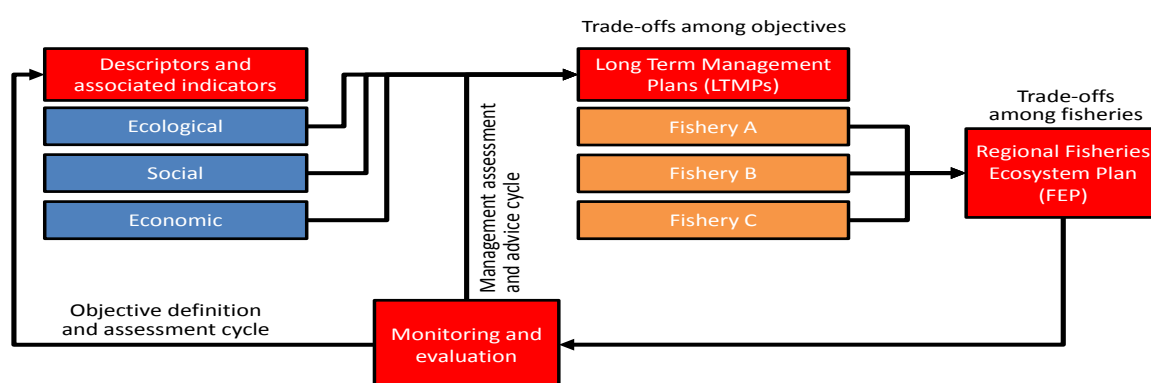 Trade-offs among objectives
Descriptors and
associated indicators
Long Term Management
Plans (LTMPs)
Trade-offs
among fisheries
Ecological
Fishery A
Regional Fisheries
Ecosystem Plan
(FEP)
Social
Fishery B
Economic
Fishery C
Management assessment
and advice cycle
Objective definition
and assessment cycle
Monitoring and
evaluation